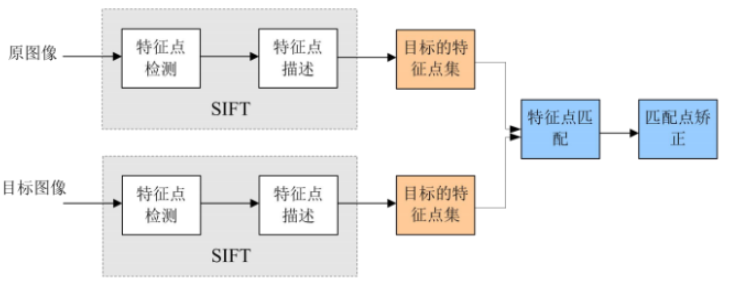 原图像
特征点
检测
特征点
描述
SIFT
目标的特
征点集
目标图像
特征点
检测
特征点
描述
SIFT
目标的特
征点集
特征点匹
配
匹配点矫
正